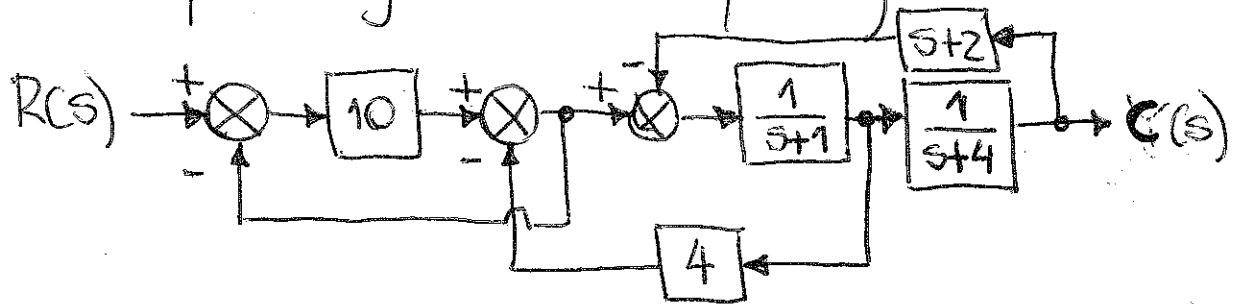 s+2
R(s) + - 10 + - + - 1/(s+1) 1/(s+4) C(s)
4